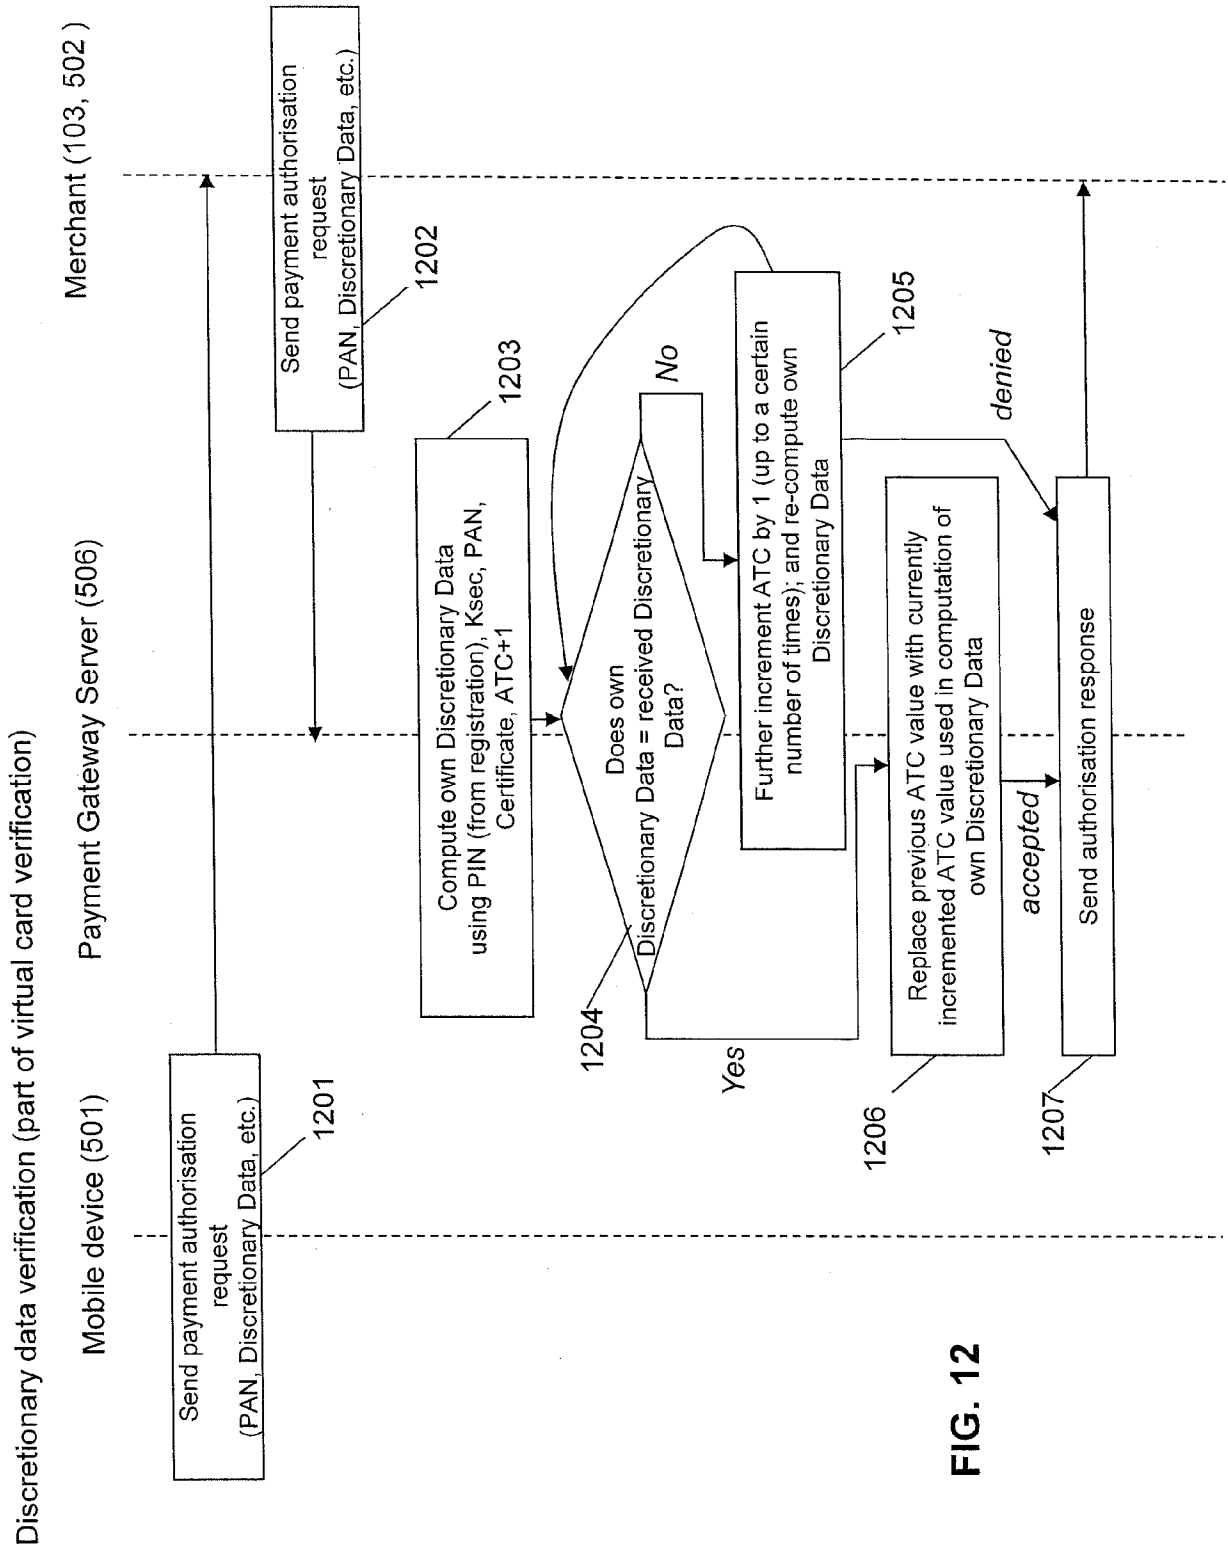 Discretionary data verification (part of virtual card verification)
Mobile device (501)
Payment Gateway Server (506)
Merchant (103, 502)
Send payment authorisation
request
(PAN, Discretionary Data, etc.)
1201
Send payment authorisation
request
(PAN, Discretionary Data, etc.)
1202
Compute own Discretionary Data
using PIN (from registration), Ksec, PAN,
Certificate, ATC+1
1203
Does own
Discretionary Data = received Discretionary
Data?
1204
No
Yes
Further increment ATC by 1 (up to a certain
number of times); and re-compute own
Discretionary Data
1205
denied
Replace previous ATC value with currently
incremented ATC value used in computation of
own Discretionary Data
1206
accepted
Send authorisation response
1207
FIG. 12